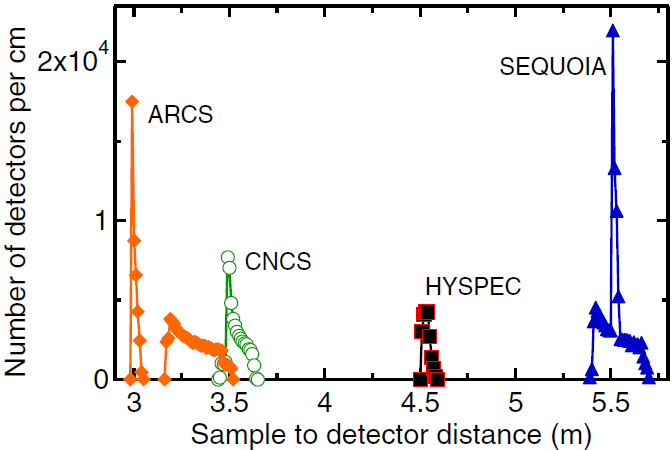 Number of detectors per cm
2x10⁴
1
0
ARCS
CNCS
HYSPEC
SEQUOIA
3 3.5 4 4.5 5 5.5
Sample to detector distance (m)